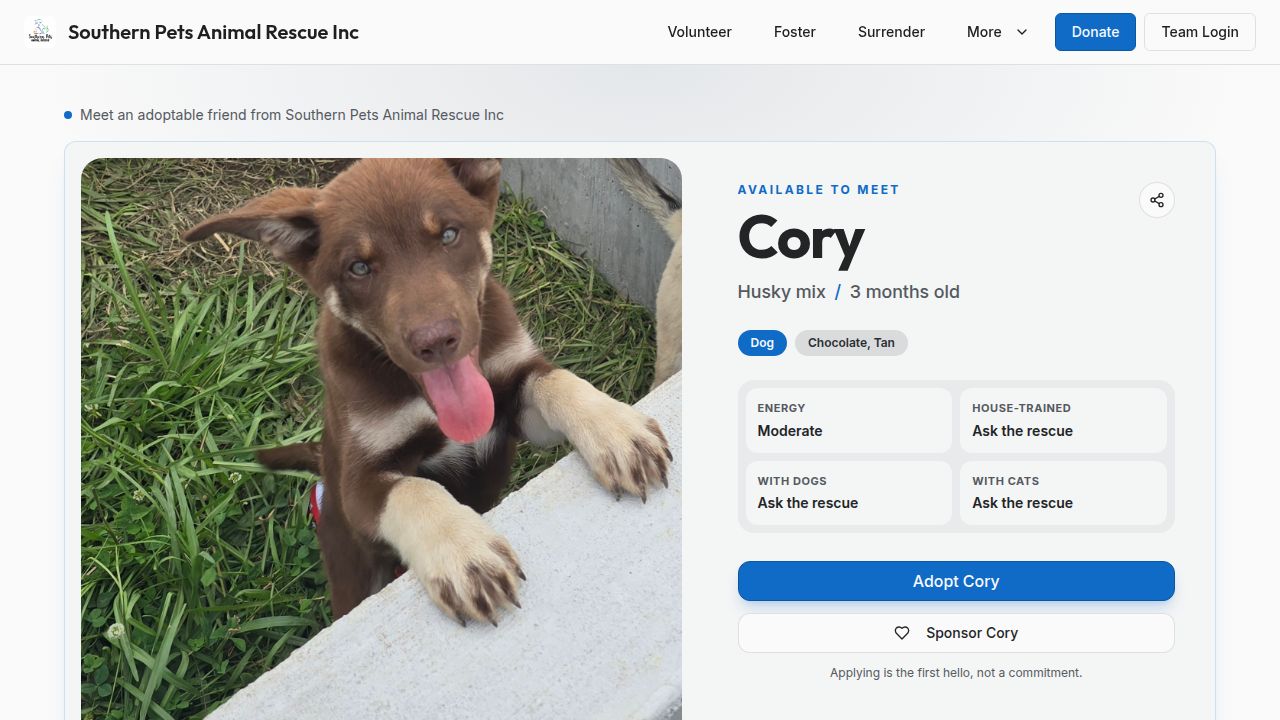 Southern Pets Animal Rescue Inc
Volunteer
Foster
Surrender
More
Donate
Team Login
Meet an adoptable friend from Southern Pets Animal Rescue Inc
AVAILABLE TO MEET
Cory
Husky mix / 3 months old
Dog
Chocolate, Tan
ENERGY
Moderate
HOUSE-TRAINED
Ask the rescue
WITH DOGS
Ask the rescue
WITH CATS
Ask the rescue
Adopt Cory
Sponsor Cory
Applying is the first hello, not a commitment.